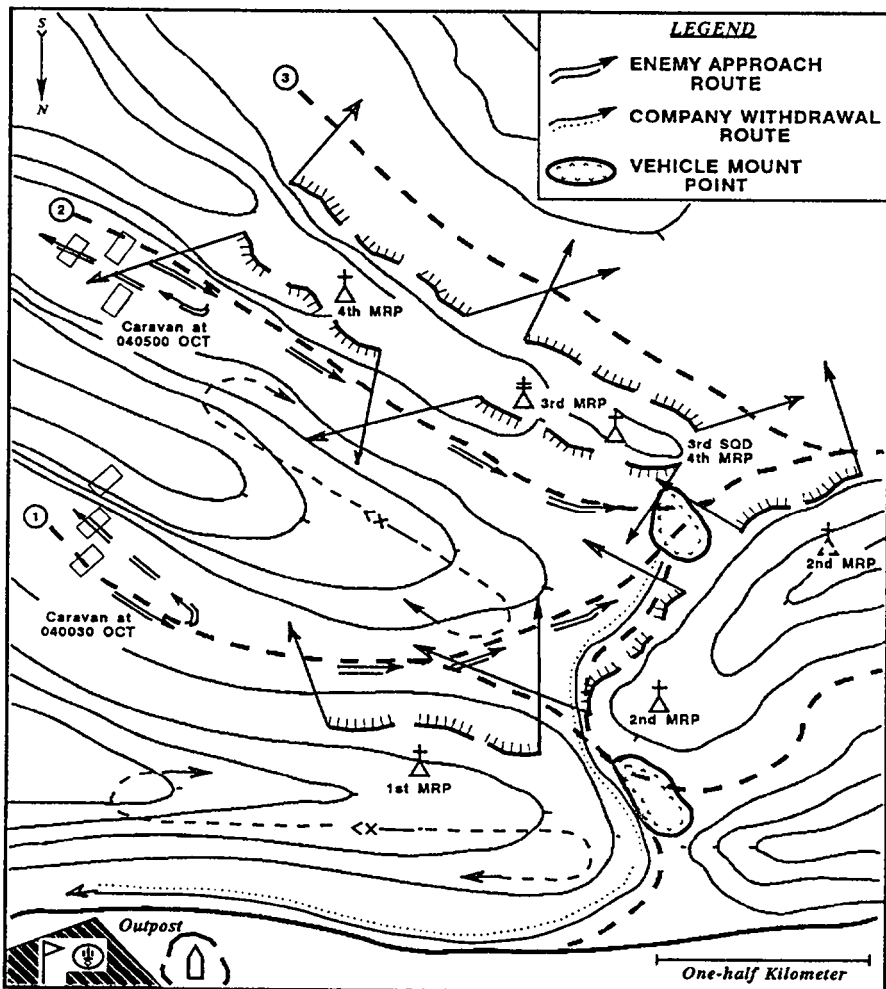 S
N
LEGEND
ENEMY APPROACH
ROUTE
COMPANY WITHDRAWAL
ROUTE
VEHICLE MOUNT
POINT
3
2
4th MRP
Caravan at
040500 OCT
3rd MRP
3rd SQD
4th MRP
1
<X
2nd MRP
Caravan at
040030 OCT
2nd MRP
1st MRP
<X
Outpost
One-half Kilometer